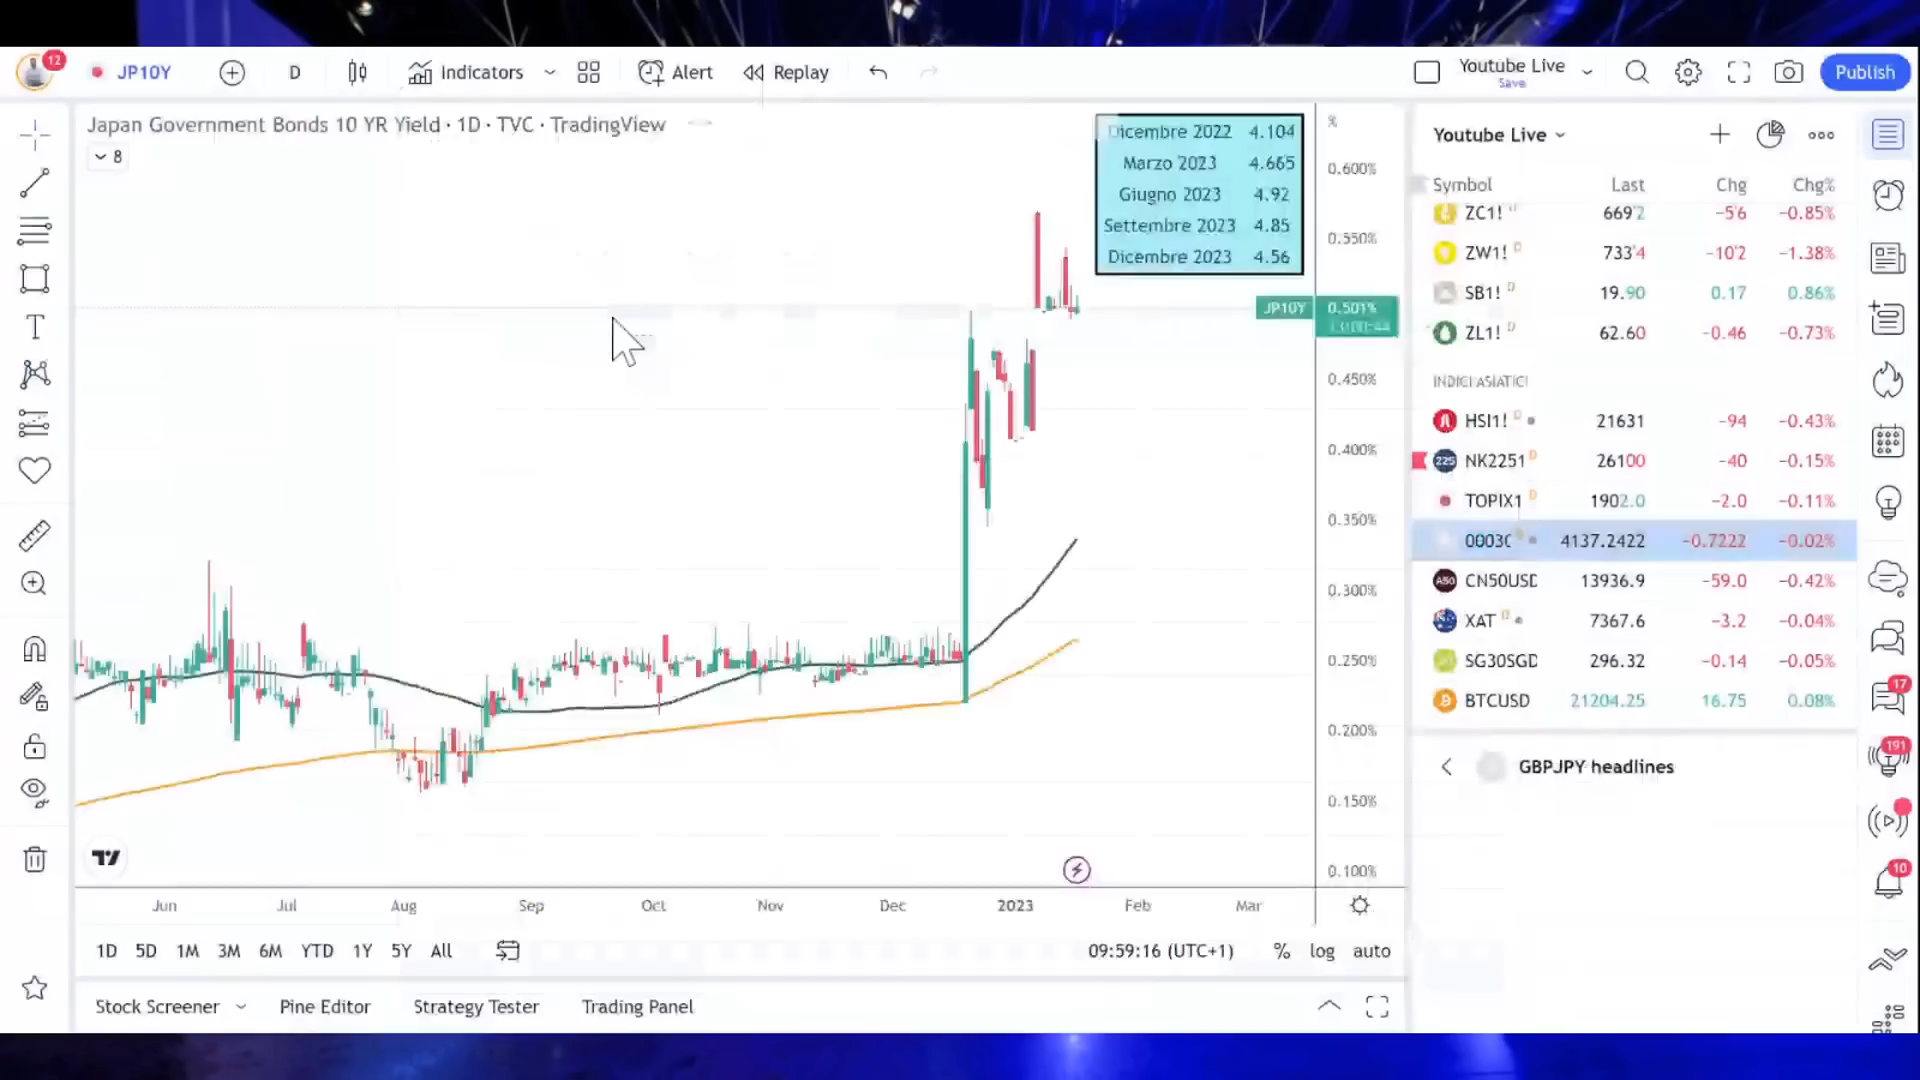 12
JP10Y
D
Indicators
Alert
Replay
Youtube Live
Save
Publish
Japan Government Bonds 10 YR Yield · 1D · TVC · TradingView
8
Dicembre 2022 4.104
Marzo 2023 4.665
Giugno 2023 4.92
Settembre 2023 4.85
Dicembre 2023 4.56
%
0.600%
0.550%
JP10Y 0.501%
0.450%
0.400%
0.350%
0.300%
0.250%
0.200%
0.150%
0.100%
Jun Jul Aug Sep Oct Nov Dec 2023 Feb Mar
1D 5D 1M 3M 6M YTD 1Y 5Y All
09:59:16 (UTC+1) % log auto
Stock Screener Pine Editor Strategy Tester Trading Panel
Youtube Live
Symbol Last Chg Chg%
ZC1! D 669'2 −5'6 −0.85%
ZW1! D 733'4 −10'2 −1.38%
SB1! D 19.90 0.17 0.86%
ZL1! D 62.60 −0.46 −0.73%
INDICI ASIATICI
HSI1! D 21631 −94 −0.43%
225 NK2251 D 26100 −40 −0.15%
TOPIX1 D 1902.0 −2.0 −0.11%
4137.2422 −0.7222 −0.02%
A50 CN50USD 13936.9 −59.0 −0.42%
XAT D 7367.6 −3.2 −0.04%
SG30SGD 296.32 −0.14 −0.05%
BTCUSD 21204.25 16.75 0.08%
GBPJPY headlines
17
191
10